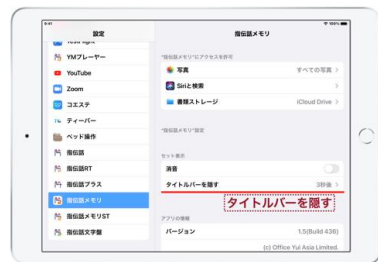 9:41
100%
設定
指伝話メモリ
YMプレーヤー
YouTube
Zoom
コエステ
ティーバー
ベッド操作
指伝話
指伝話RT
指伝話プラス
指伝話メモリ
指伝話メモリST
指伝話文字盤
"指伝話メモリ"にアクセスを許可
写真
すべての写真
Siriと検索
書類ストレージ
iCloud Drive
"指伝話メモリ"設定
セット表示
消音
タイトルバーを隠す
3秒後
タイトルバーを隠す
アプリの情報
バージョン
1.5(Build 436)
(c) Office Yui Asia Limited.